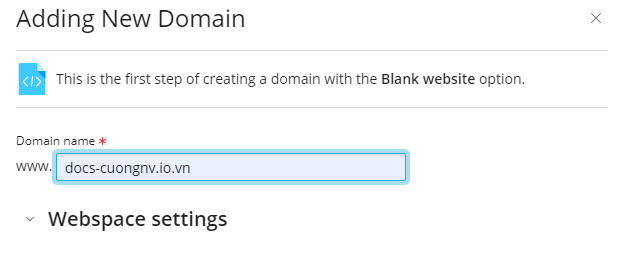 Adding New Domain
This is the first step of creating a domain with the Blank website option.
Domain name *
www. docs-cuongnv.io.vn
Webspace settings